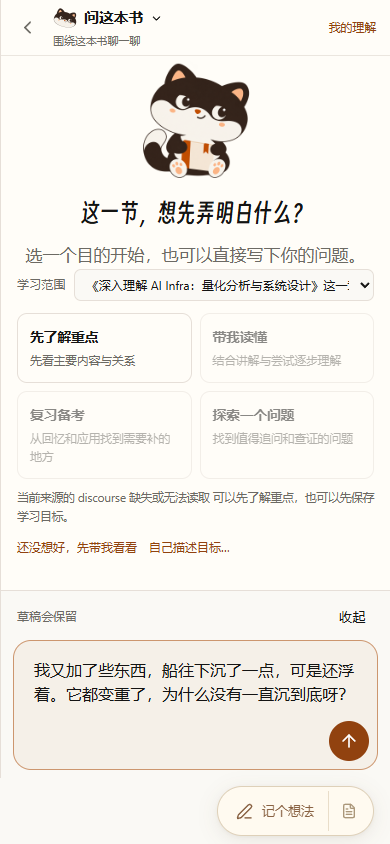 问这本书
围绕这本书聊一聊
我的理解
这一节，想先弄明白什么？
选一个目的开始，也可以直接写下你的问题。
学习范围
《深入理解 AI Infra：量化分析与系统设计》这一
先了解重点
先看主要内容与关系
带我读懂
结合讲解与尝试逐步理解
复习备考
从回忆和应用找到需要补的
地方
探索一个问题
找到值得追问和查证的问题
当前来源的 discourse 缺失或无法读取 可以先了解重点，也可以先保存
学习目标。
还没想好，先带我看看
自己描述目标...
草稿会保留
收起
我又加了些东西，船往下沉了一点，可是还浮
着。它都变重了，为什么没有一直沉到底呀？
记个想法